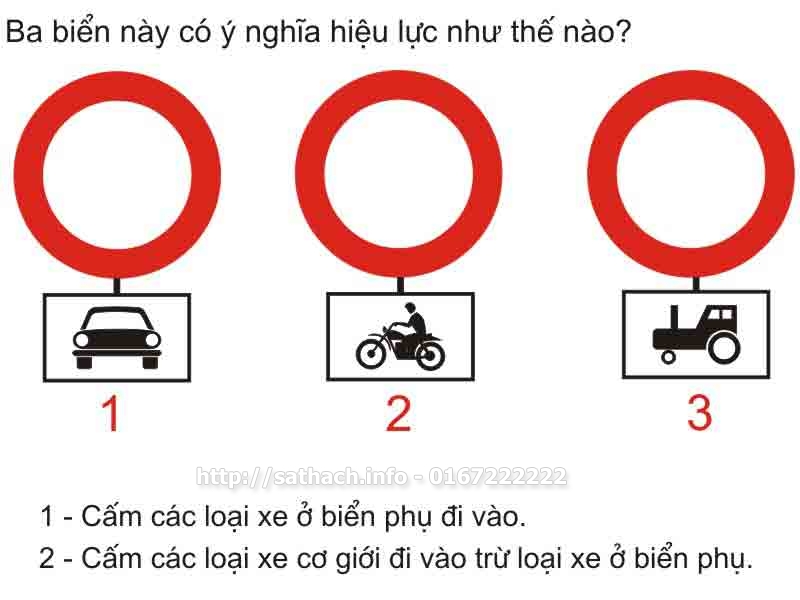 Ba biển này có ý nghĩa hiệu lực như thế nào?
1 2 3
http://sathach.info - 0167222222
1 - Cấm các loại xe ở biển phụ đi vào.
2 - Cấm các loại xe cơ giới đi vào trừ loại xe ở biển phụ.